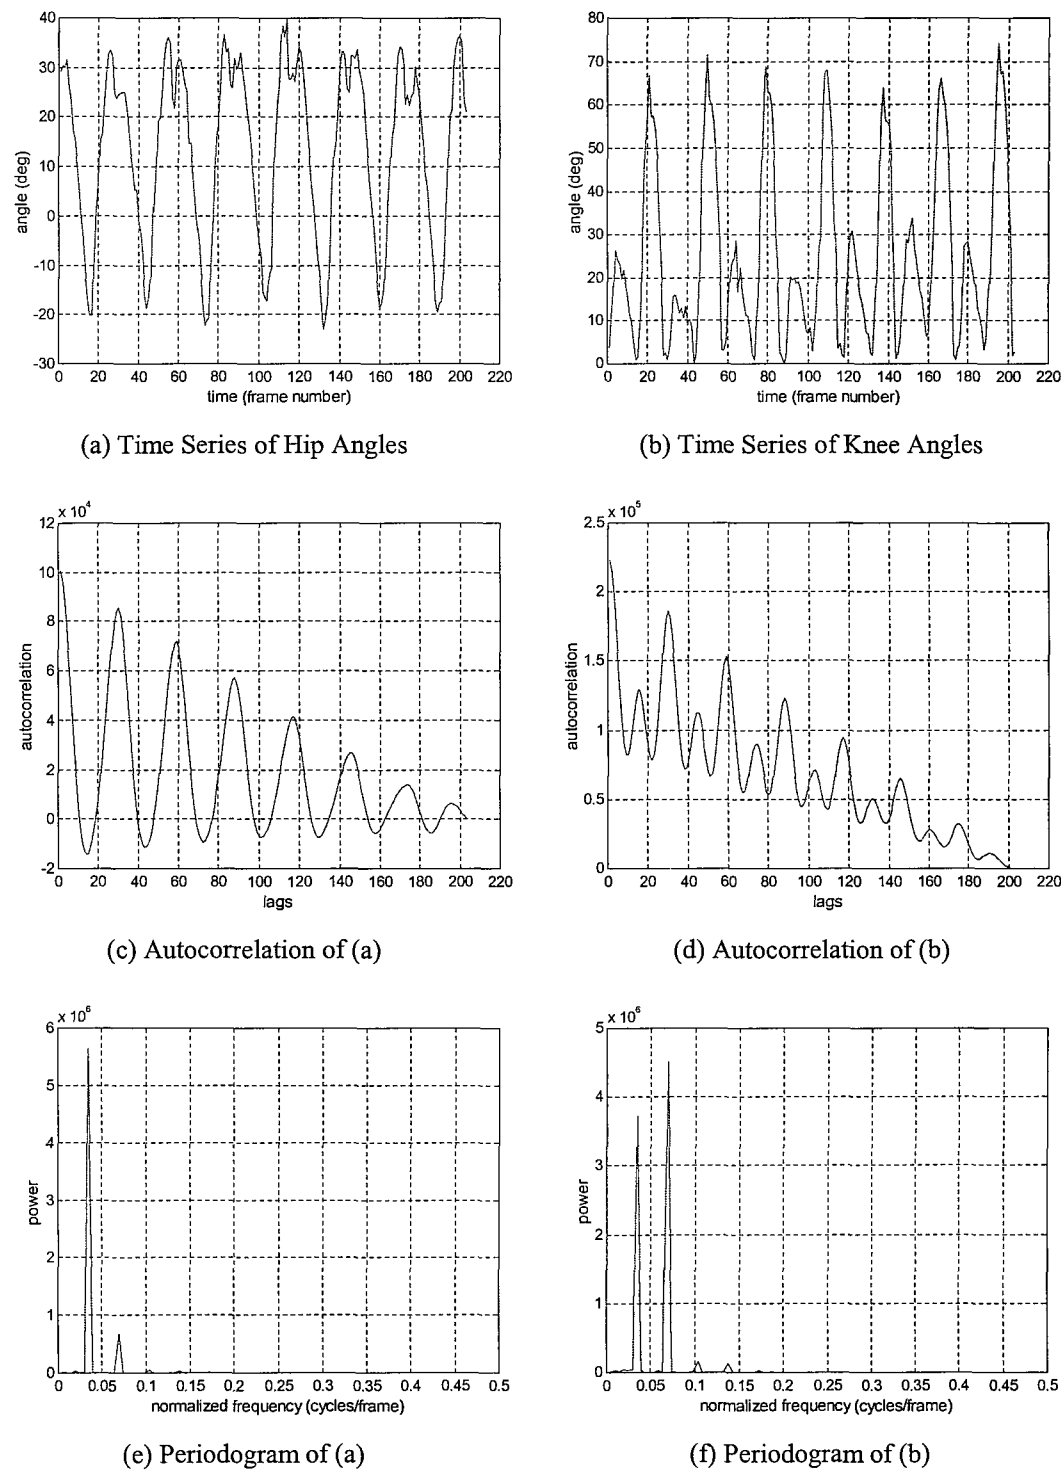 40
30
20
10
0
-10
-20
-30
angle (deg)
0 20 40 60 80 100 120 140 160 180 200 220
time (frame number)
(a) Time Series of Hip Angles
80
70
60
50
40
30
20
10
0
angle (deg)
0 20 40 60 80 100 120 140 160 180 200 220
time (frame number)
(b) Time Series of Knee Angles
x 10^4
12
10
8
6
4
2
0
-2
autocorrelation
0 20 40 60 80 100 120 140 160 180 200 220
lags
(c) Autocorrelation of (a)
x 10^5
2.5
2
1.5
1
0.5
0
autocorrelation
0 20 40 60 80 100 120 140 160 180 200 220
lags
(d) Autocorrelation of (b)
x 10^6
6
5
4
3
2
1
0
power
0 0.05 0.1 0.15 0.2 0.25 0.3 0.35 0.4 0.45 0.5
normalized frequency (cycles/frame)
(e) Periodogram of (a)
x 10^6
5
4
3
2
1
0
power
0 0.05 0.1 0.15 0.2 0.25 0.3 0.35 0.4 0.45 0.5
normalized frequency (cycles/frame)
(f) Periodogram of (b)